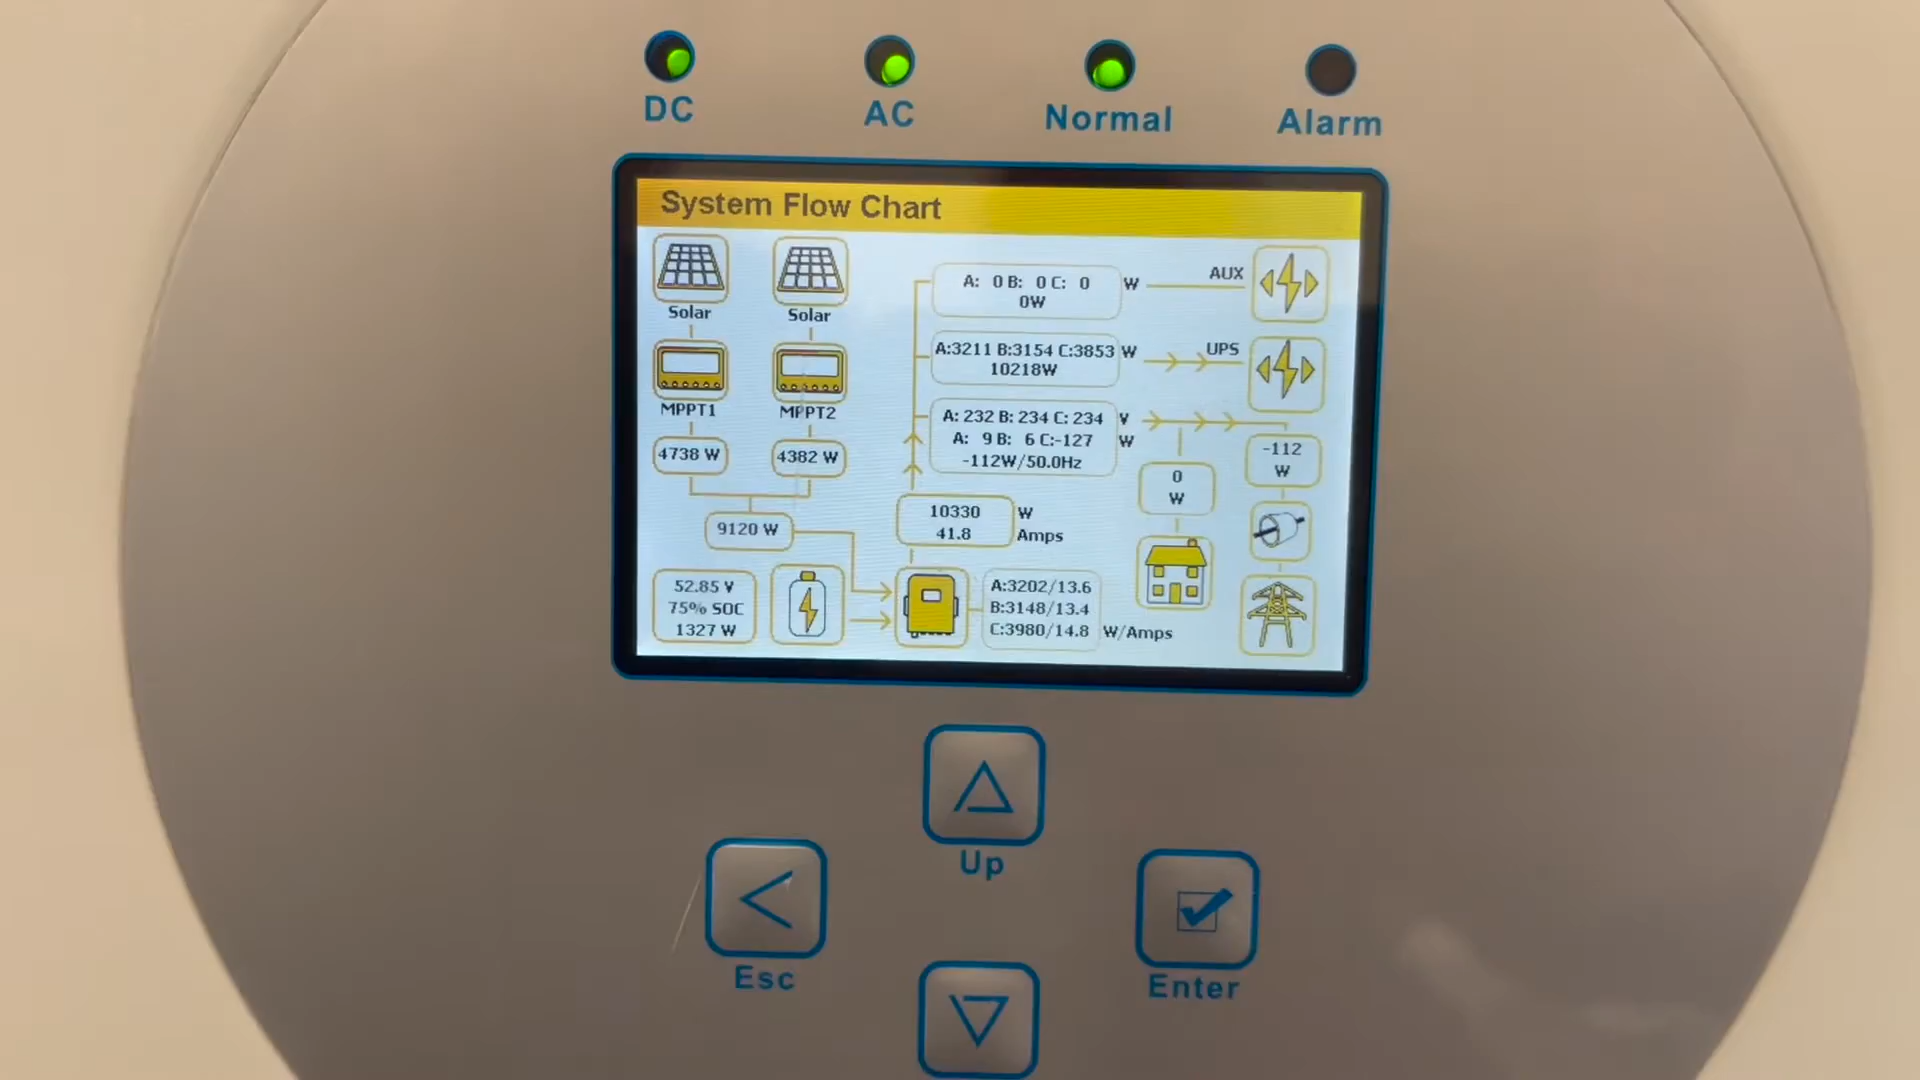 DC
AC
Normal
Alarm
System Flow Chart
Solar
Solar
MPPT1
MPPT2
4738 W
4382 W
9120 W
52.85 V
75% SOC
1327 W
A: 0 B: 0 C: 0 W
0W
AUX
A:3211 B:3154 C:3853 W
10218W
UPS
A: 232 B: 234 C: 234 V
A: 9 B: 6 C:-127 W
-112W/50.0Hz
-112
W
0
W
10330 W
41.8 Amps
A:3202/13.6
B:3148/13.4
C:3980/14.8 W/Amps
Up
Esc
Enter